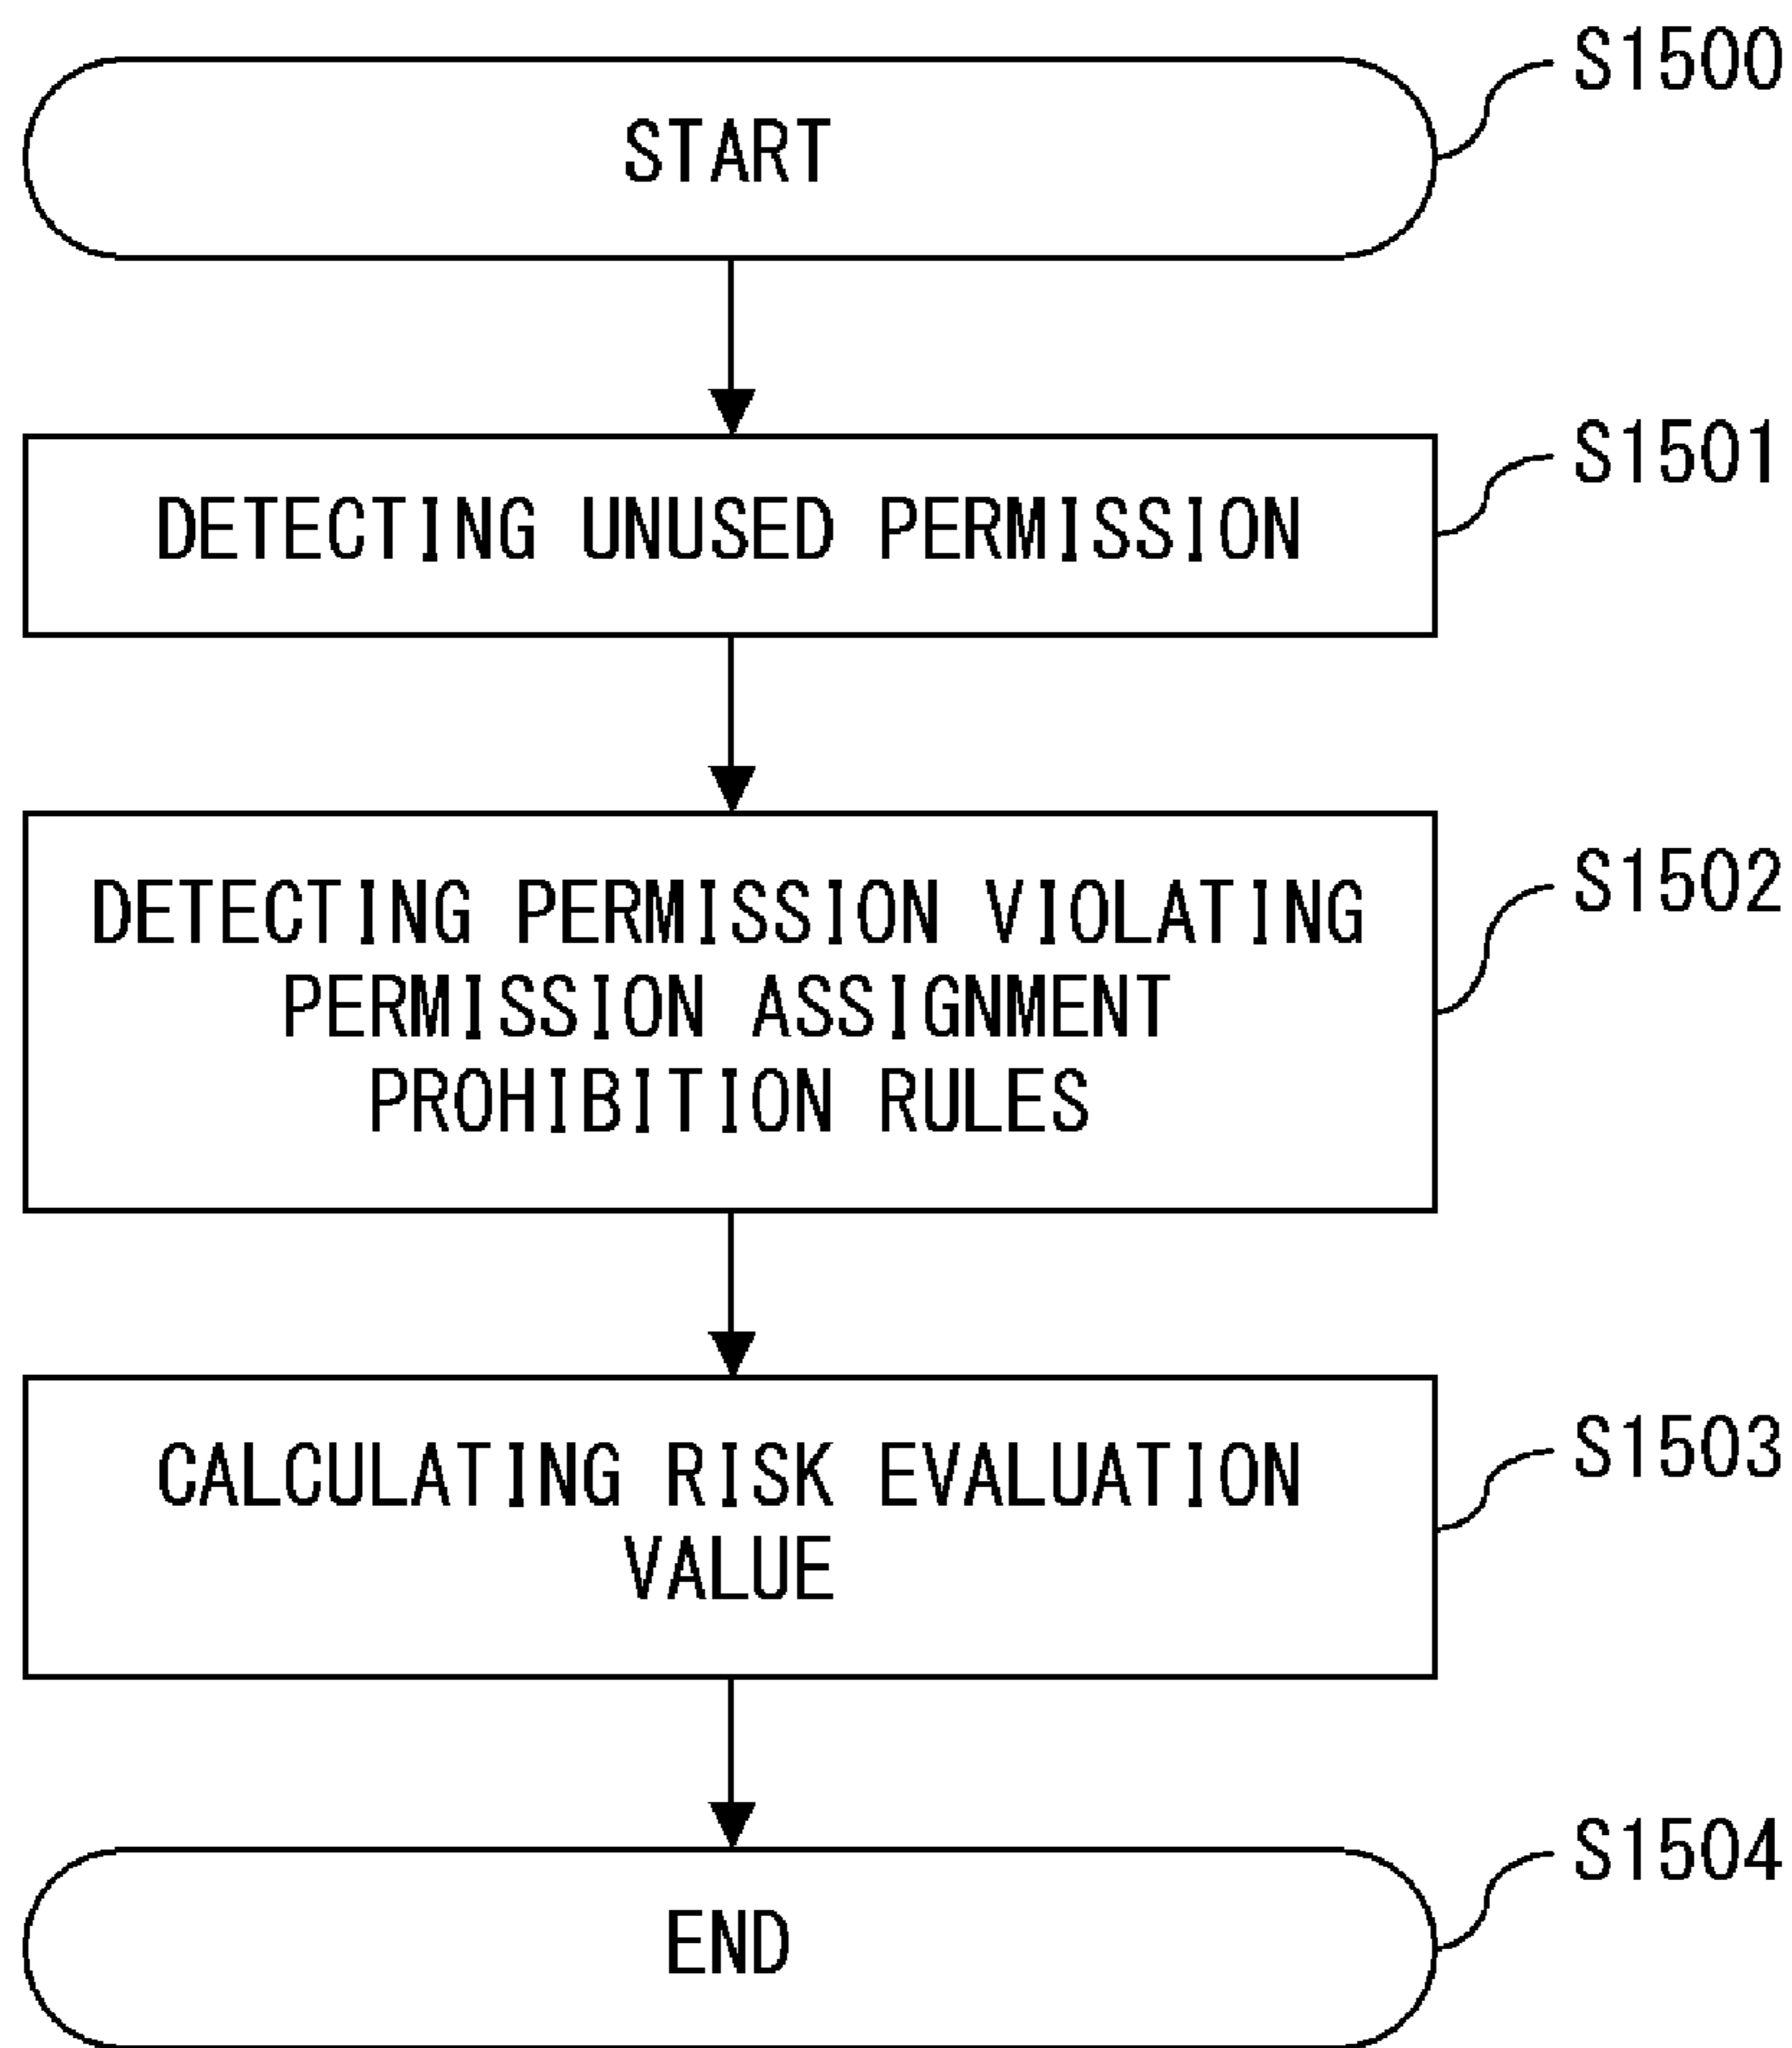 START
S1500
DETECTING UNUSED PERMISSION
S1501
DETECTING PERMISSION VIOLATING
PERMISSION ASSIGNMENT
PROHIBITION RULES
S1502
CALCULATING RISK EVALUATION
VALUE
S1503
END
S1504